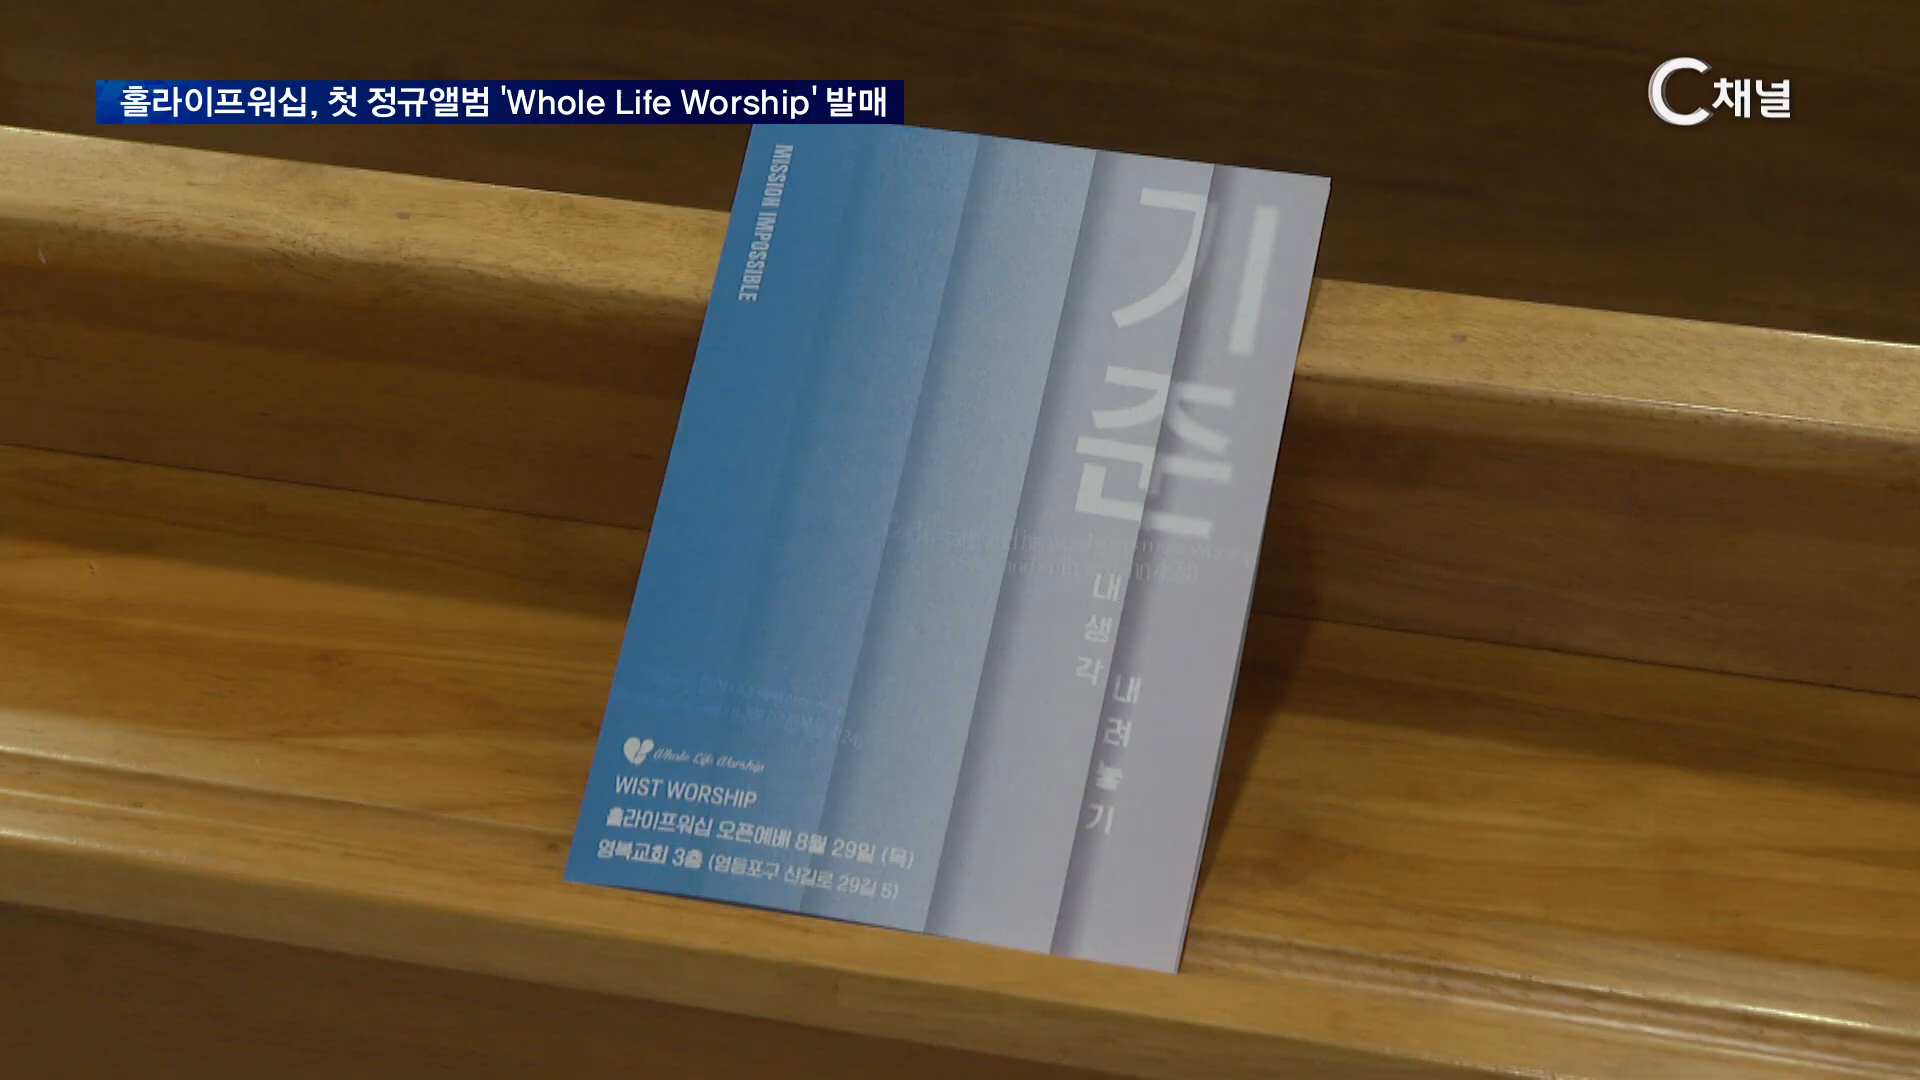 홀라이프워십, 첫 정규앨범 'Whole Life Worship' 발매
C채널
MISSION IMPOSSIBLE
기준
내생각
내려놓기
Whole Life Worship
WIST WORSHIP
홀라이프워십 오픈예배 8월 29일 (목)
영복교회 3층 (영등포구 신길로 29길 5)